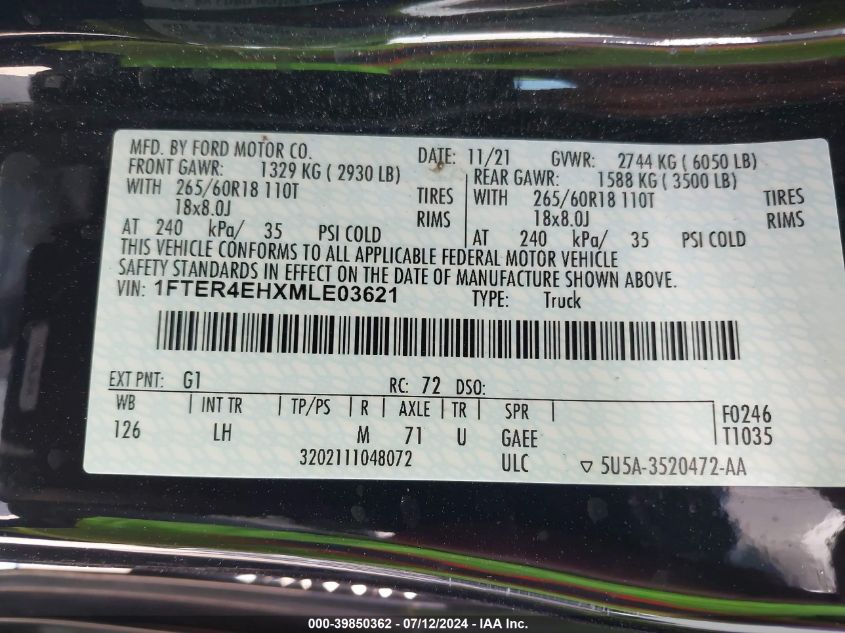 MFD. BY FORD MOTOR CO. DATE: 11/21 GVWR: 2744 KG ( 6050 LB)
FRONT GAWR: 1329 KG ( 2930 LB) REAR GAWR: 1588 KG ( 3500 LB)
WITH 265/60R18 110T TIRES WITH 265/60R18 110T TIRES
18x8.0J RIMS 18x8.0J RIMS
AT 240 kPa/ 35 PSI COLD AT 240 kPa/ 35 PSI COLD
THIS VEHICLE CONFORMS TO ALL APPLICABLE FEDERAL MOTOR VEHICLE
SAFETY STANDARDS IN EFFECT ON THE DATE OF MANUFACTURE SHOWN ABOVE.
VIN: 1FTER4EHXMLE03621 TYPE: Truck
EXT PNT: G1 RC: 72 DSO:
WB INT TR TP/PS R AXLE TR SPR F0246
126 LH M 71 U GAEE T1035
3202111048072 ULC ▽ 5U5A-3520472-AA
000-39850362 - 07/12/2024 - IAA Inc.